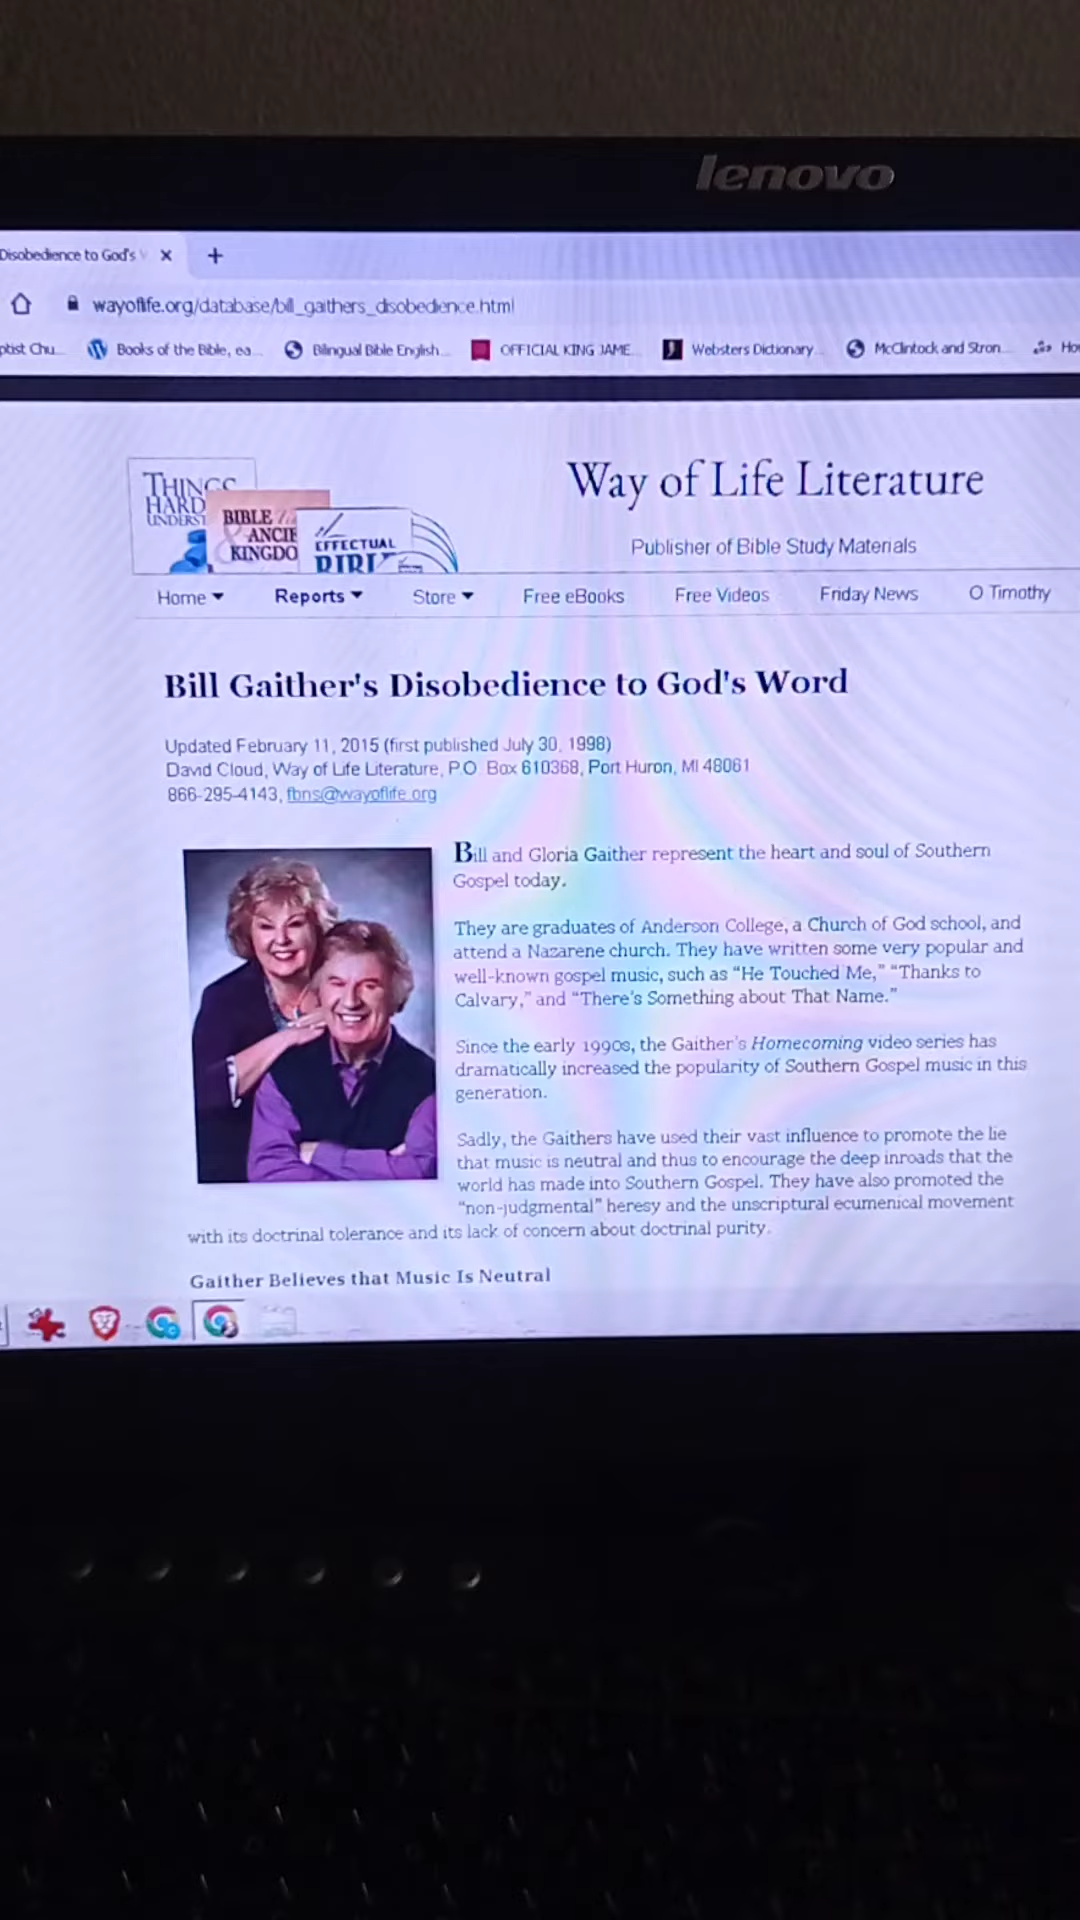 lenovo
Disobedience to God's
wayoflife.org/database/bill_gaithers_disobedience.html
ptist Chu... Books of the Bible, ea... Bilingual Bible English... OFFICIAL KING JAME... Websters Dictionary... McClintock and Stron...
THINGS
HARD
UNDERST
BIBLE
ANCIE
KINGDO
EFFECTUAL
BIBL
Way of Life Literature
Publisher of Bible Study Materials
Home Reports Store Free eBooks Free Videos Friday News O Timothy
Bill Gaither's Disobedience to God's Word
Updated February 11, 2015 (first published July 30, 1998)
David Cloud, Way of Life Literature, P.O. Box 610368, Port Huron, MI 48061
866-295-4143, fbns@wayoflife.org
Bill and Gloria Gaither represent the heart and soul of Southern
Gospel today.
They are graduates of Anderson College, a Church of God school, and
attend a Nazarene church. They have written some very popular and
well-known gospel music, such as “He Touched Me,” “Thanks to
Calvary,” and “There's Something about That Name.”
Since the early 1990s, the Gaither's Homecoming video series has
dramatically increased the popularity of Southern Gospel music in this
generation.
Sadly, the Gaithers have used their vast influence to promote the lie
that music is neutral and thus to encourage the deep inroads that the
world has made into Southern Gospel. They have also promoted the
“non-judgmental” heresy and the unscriptural ecumenical movement
with its doctrinal tolerance and its lack of concern about doctrinal purity.
Gaither Believes that Music Is Neutral